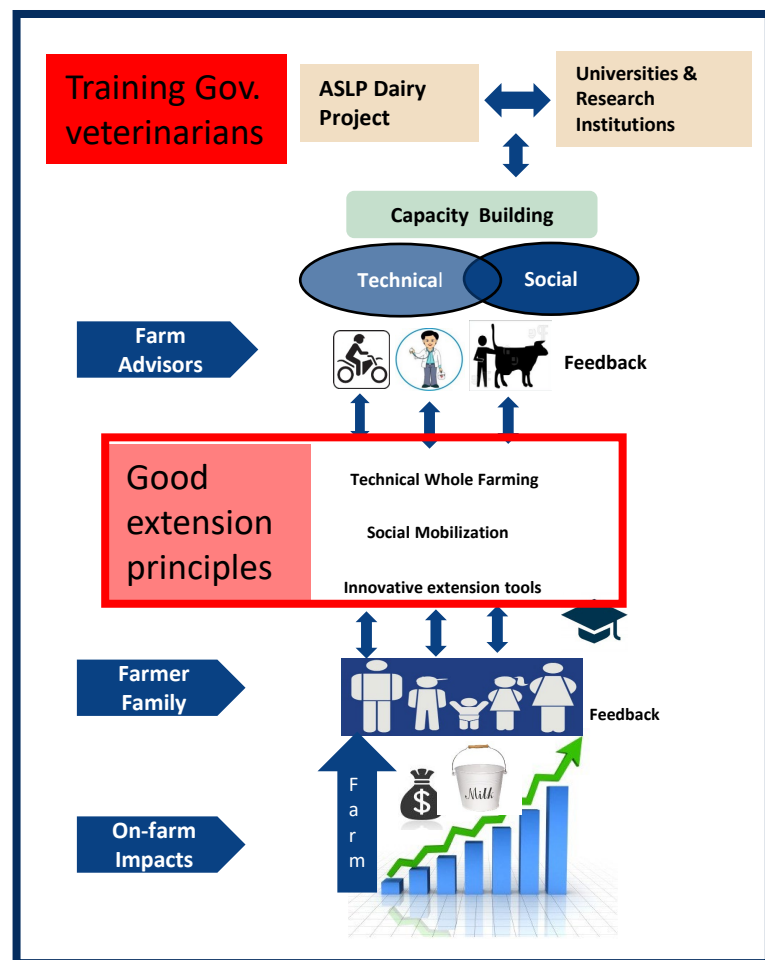 Training Gov.
veterinarians
ASLP Dairy
Project
Universities &
Research
Institutions
Capacity Building
Technical
Social
Farm
Advisors
Feedback
Good
extension
principles
Technical Whole Farming
Social Mobilization
Innovative extension tools
Farmer
Family
Feedback
Farm
$
Milk
On-farm
Impacts